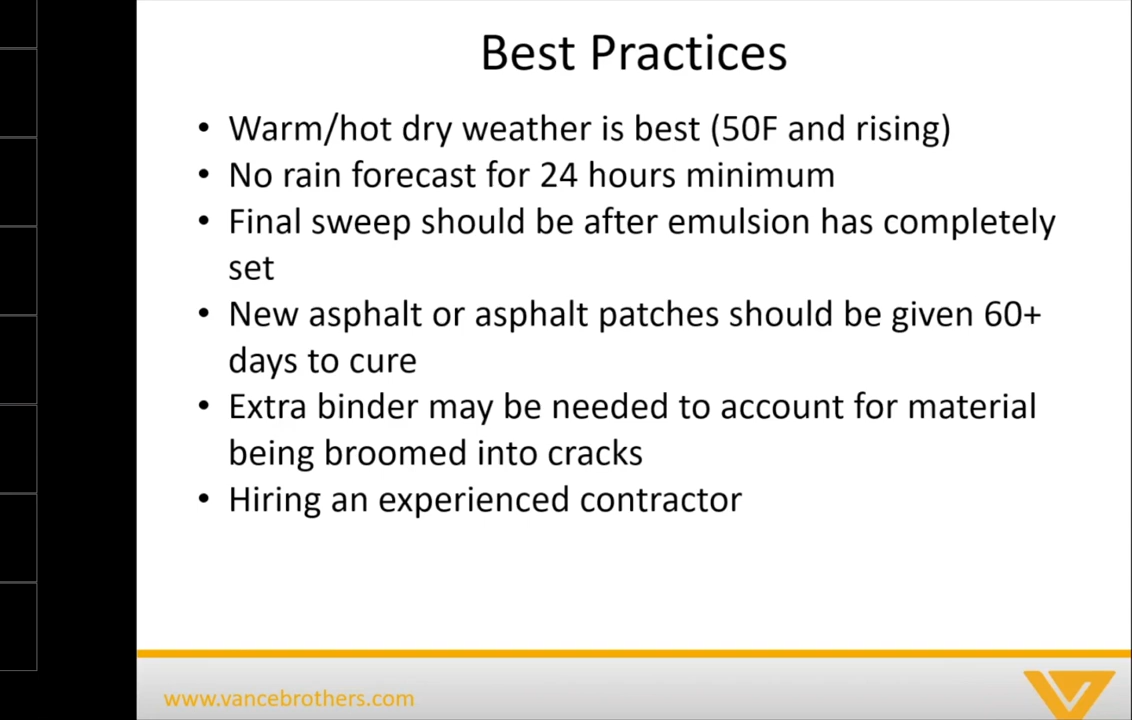 Best Practices
• Warm/hot dry weather is best (50F and rising)
• No rain forecast for 24 hours minimum
• Final sweep should be after emulsion has completely
set
• New asphalt or asphalt patches should be given 60+
days to cure
• Extra binder may be needed to account for material
being broomed into cracks
• Hiring an experienced contractor
www.vancebrothers.com